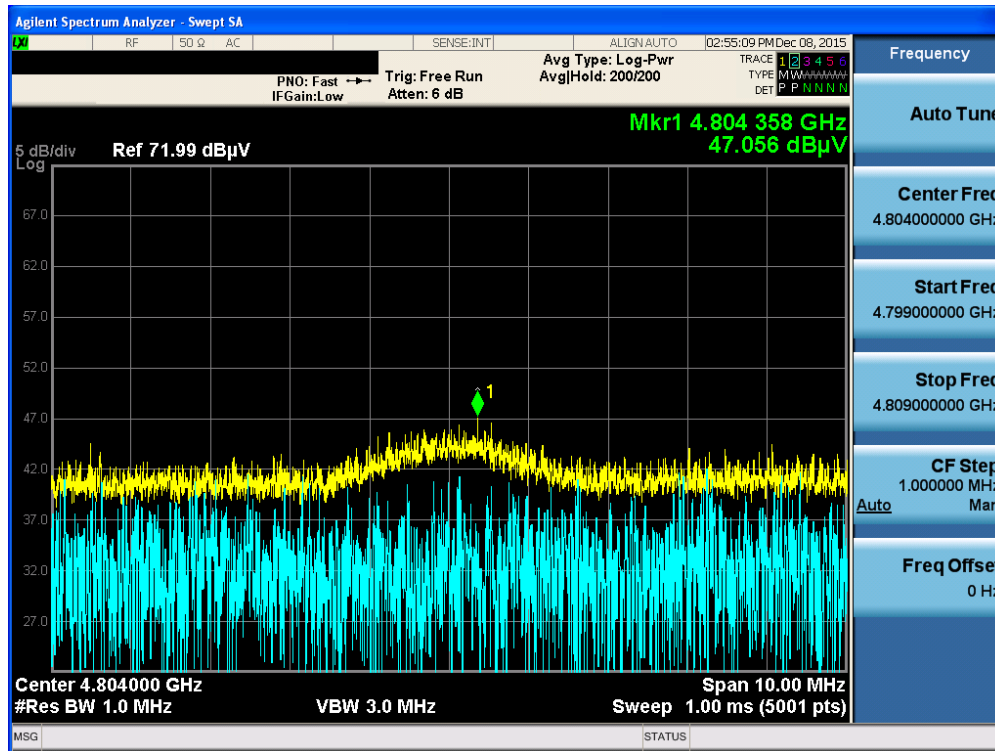 Agilent Spectrum Analyzer - Swept SA
LXI RF 50 Ω AC SENSE:INT ALIGNAUTO 02:55:09 PM Dec 08, 2015
Frequency
PNO: Fast
IFGain:Low
Trig: Free Run
Atten: 6 dB
Avg Type: Log-Pwr
Avg|Hold: 200/200
TRACE 1 2 3 4 5 6
TYPE M W
DET P P N N N N
Auto Tune
Mkr1 4.804 358 GHz
47.056 dBµV
5 dB/div Ref 71.99 dBµV
Log
67.0
62.0
57.0
52.0
47.0
42.0
37.0
32.0
27.0
1
Center Freq
4.804000000 GHz
Start Freq
4.799000000 GHz
Stop Freq
4.809000000 GHz
CF Step
1.000000 MHz
Auto Man
Freq Offset
0 Hz
Center 4.804000 GHz Span 10.00 MHz
#Res BW 1.0 MHz VBW 3.0 MHz Sweep 1.00 ms (5001 pts)
MSG STATUS